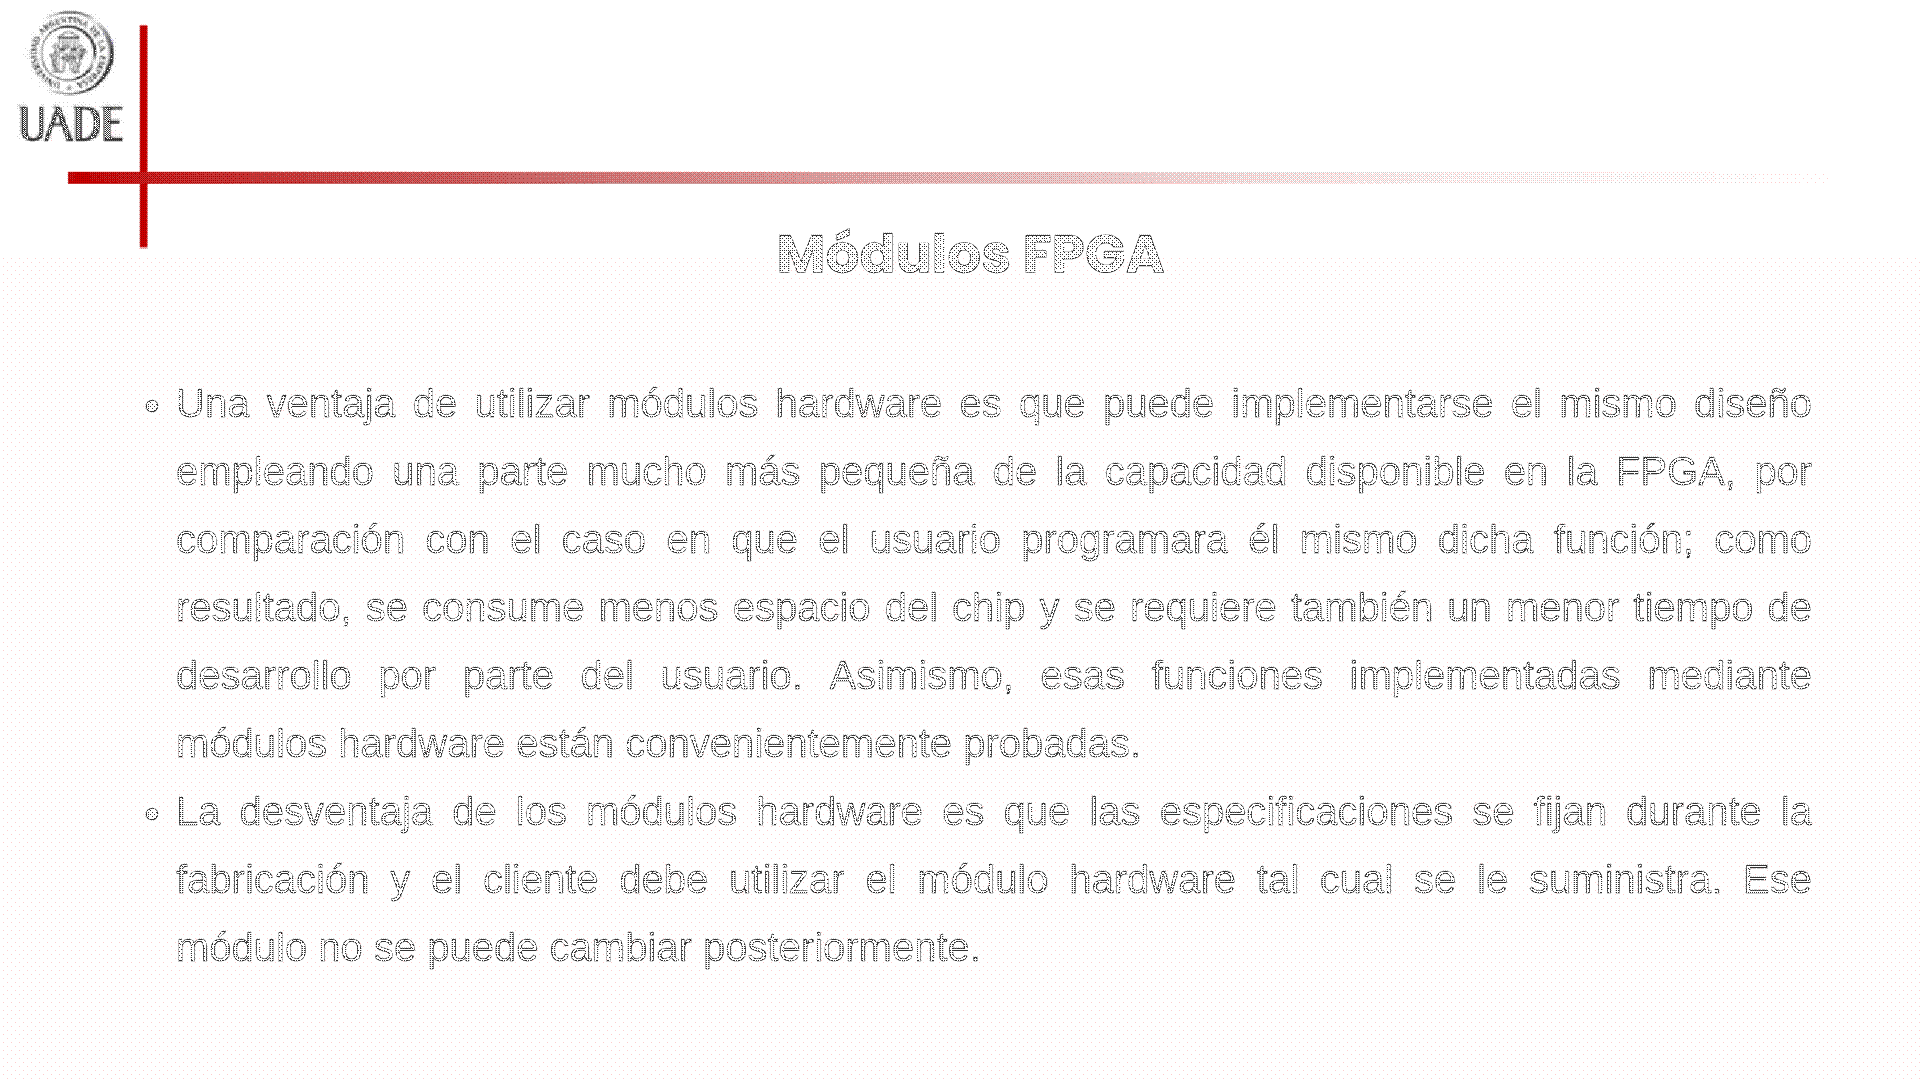 UADE
Módulos FPGA
• Una ventaja de utilizar módulos hardware es que puede implementarse el mismo diseño
empleando una parte mucho más pequeña de la capacidad disponible en la FPGA, por
comparación con el caso en que el usuario programara él mismo dicha función; como
resultado, se consume menos espacio del chip y se requiere también un menor tiempo de
desarrollo por parte del usuario. Asimismo, esas funciones implementadas mediante
módulos hardware están convenientemente probadas.
• La desventaja de los módulos hardware es que las especificaciones se fijan durante la
fabricación y el cliente debe utilizar el módulo hardware tal cual se le suministra. Ese
módulo no se puede cambiar posteriormente.